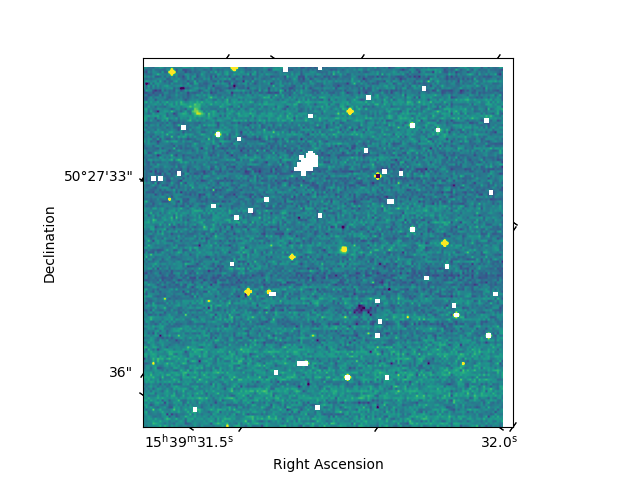 50°27'33"
Declination
36"
15ʰ39ᵐ31.5ˢ
32.0ˢ
Right Ascension